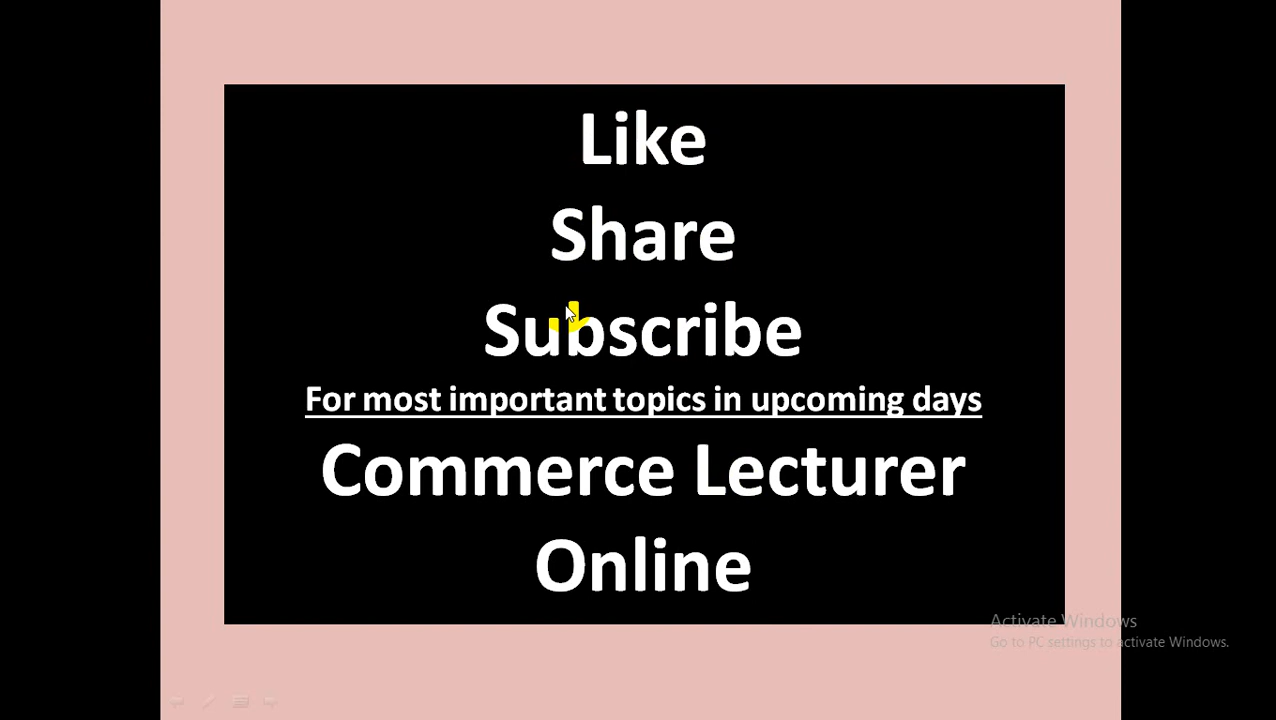 Like
Share
Subscribe
For most important topics in upcoming days
Commerce Lecturer
Online
Activate Windows
Go to PC settings to activate Windows.